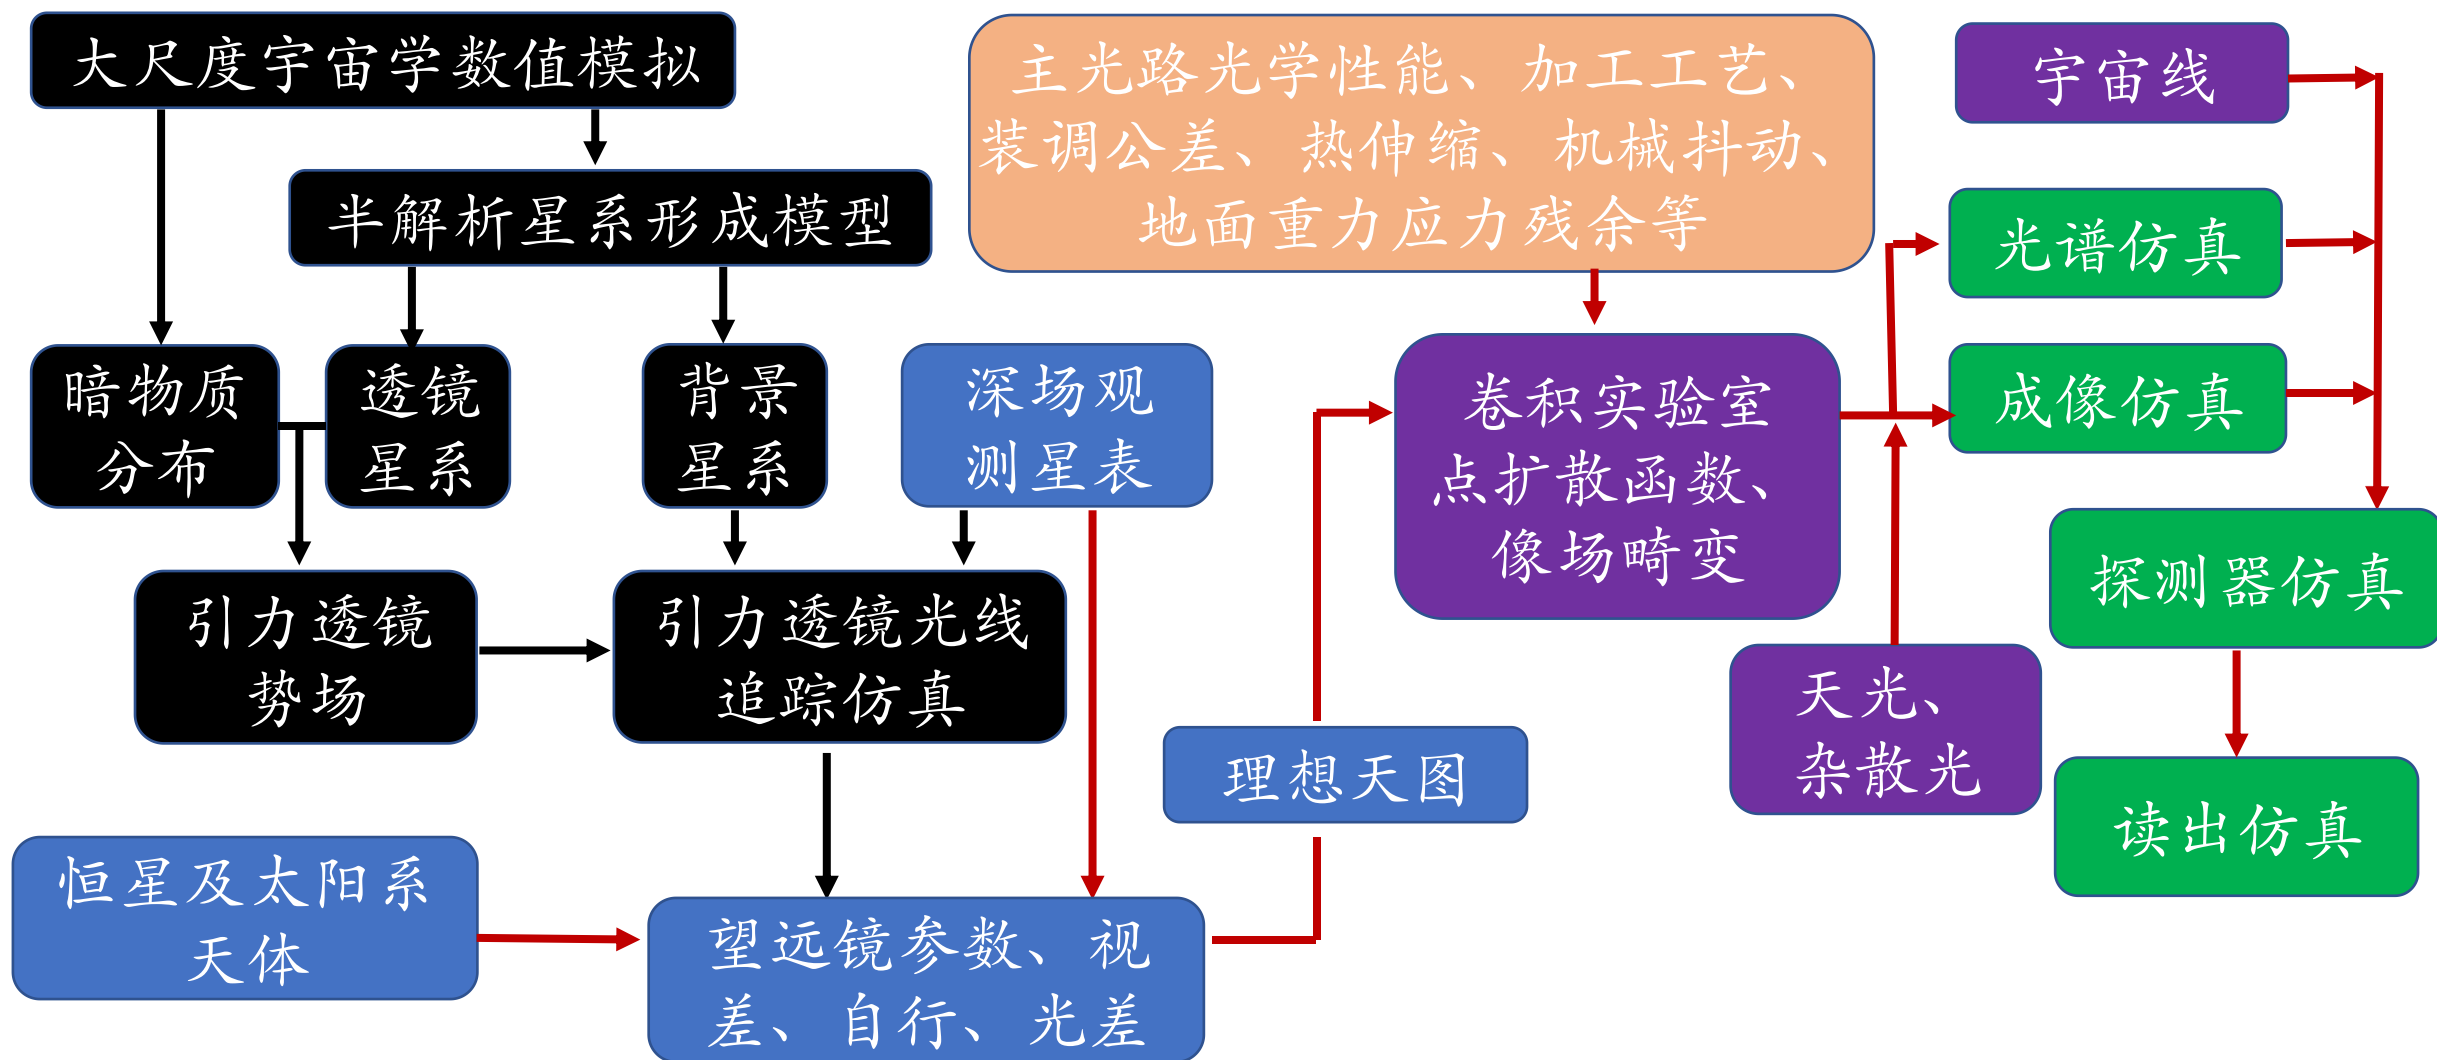 大尺度宇宙学数值模拟
半解析星系形成模型
暗物质
分布
透镜
星系
背景
星系
深场观
测星表
引力透镜
势场
引力透镜光线
追踪仿真
恒星及太阳系
天体
望远镜参数、视
差、自行、光差
理想天图
主光路光学性能、加工工艺、
装调公差、热伸缩、机械抖动、
地面重力应力残余等
卷积实验室
点扩散函数、
像场畸变
天光、
杂散光
宇宙线
光谱仿真
成像仿真
探测器仿真
读出仿真